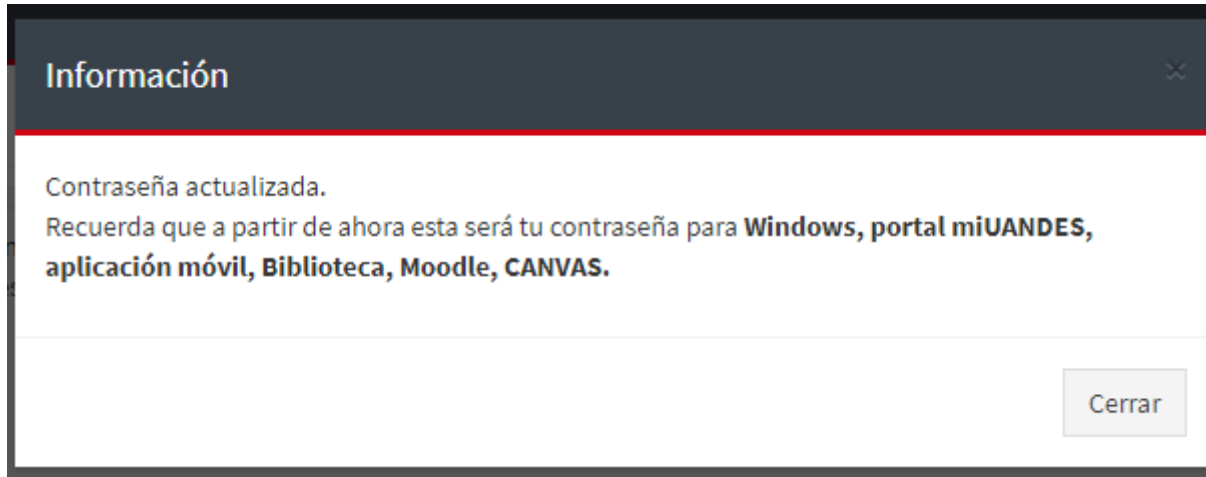 Información
Contraseña actualizada.
Recuerda que a partir de ahora esta será tu contraseña para Windows, portal miUANDES,
aplicación móvil, Biblioteca, Moodle, CANVAS.
Cerrar